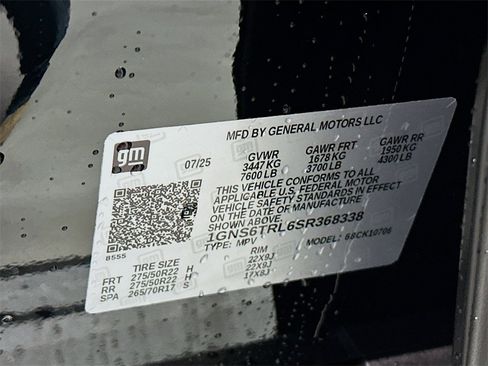 gm
MFD BY GENERAL MOTORS LLC
07/25 GVWR GAWR FRT GAWR RR
3447 KG 1678 KG 1950 KG
7600 LB 3700 LB 4300 LB
THIS VEHICLE CONFORMS TO ALL
APPLICABLE U.S. FEDERAL MOTOR
VEHICLE SAFETY STANDARDS IN EFFECT
ON THE DATE OF MANUFACTURE
SHOWN ABOVE.
1GNS6TRL6SR368338
TYPE: MPV MODEL: 68CK10706
8555
TIRE SIZE RIM
FRT 275/50R22 H 22X9J
RR 275/50R22 H 22X9J
SPA 265/70R17 S 17X8J